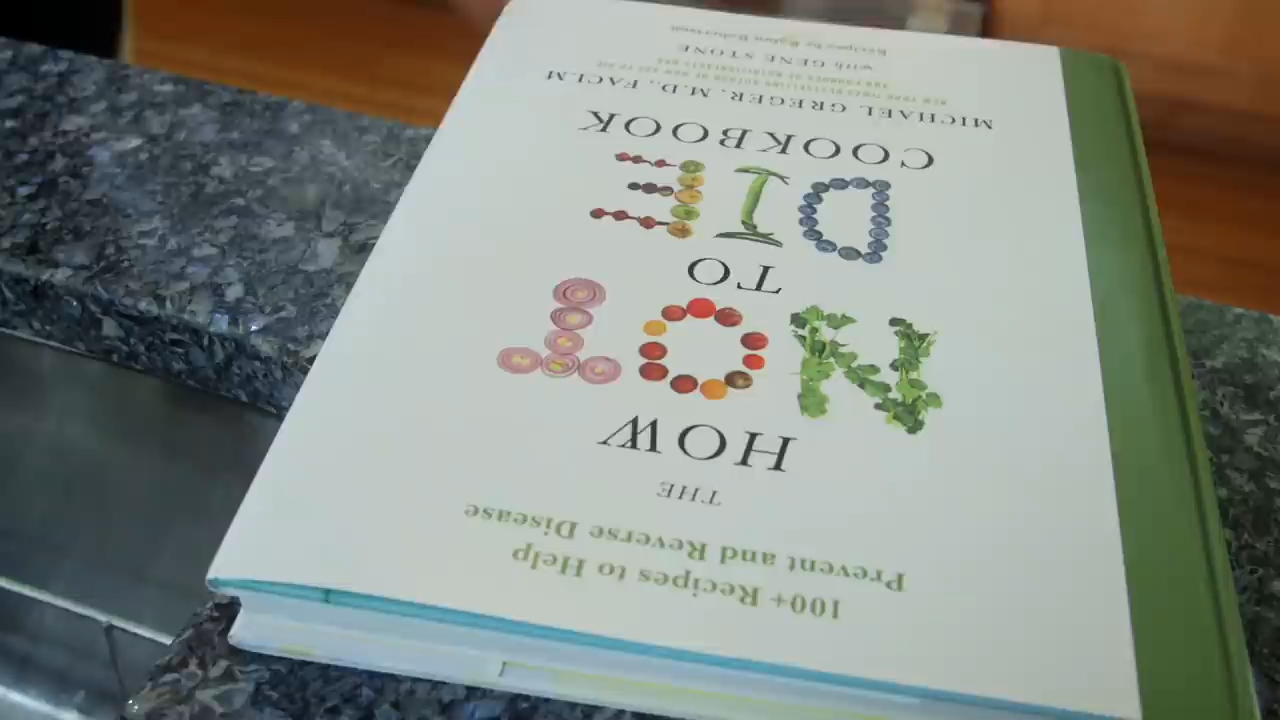 100+ Recipes to Help
Prevent and Reverse Disease
THE
HOW
NOT
TO
DIE
COOKBOOK
MICHAEL GREGER, M.D., FACLM
NEW YORK TIMES BESTSELLING AUTHOR OF HOW NOT TO DIE
AND FOUNDER OF NUTRITIONFACTS.ORG
with GENE STONE
Recipes by Robin Robertson